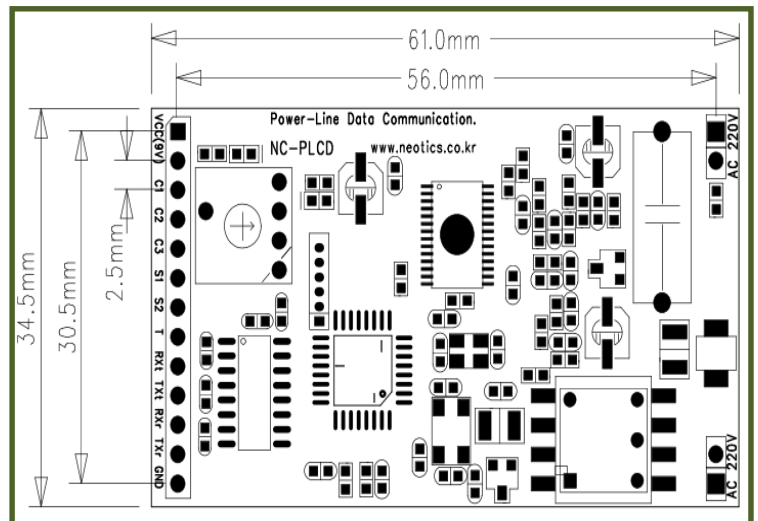 61.0mm
56.0mm
Power-Line Data Communication.
NC-PLCD www.neotics.co.kr
VCC(9V)
C1
C2
C3
S1
S2
T
RXt
TXt
RXr
TXr
GND
34.5mm
30.5mm
2.5mm
AC 220V
AC 220V